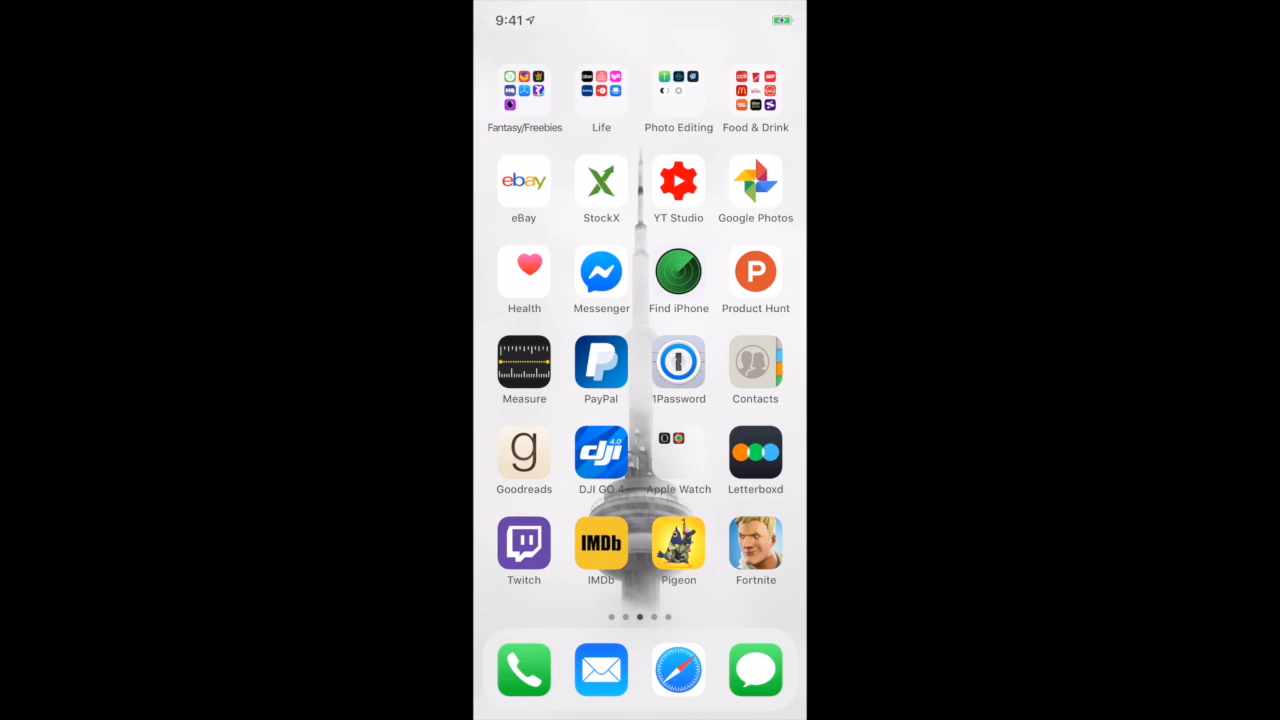 9:41
Fantasy/Freebies Life Photo Editing Food & Drink
ebay
eBay StockX YT Studio Google Photos
P
Health Messenger Find iPhone Product Hunt
Measure PayPal 1Password Contacts
g dji 4.0
Goodreads DJI GO 4 Apple Watch Letterboxd
IMDb
Twitch IMDb Pigeon Fortnite